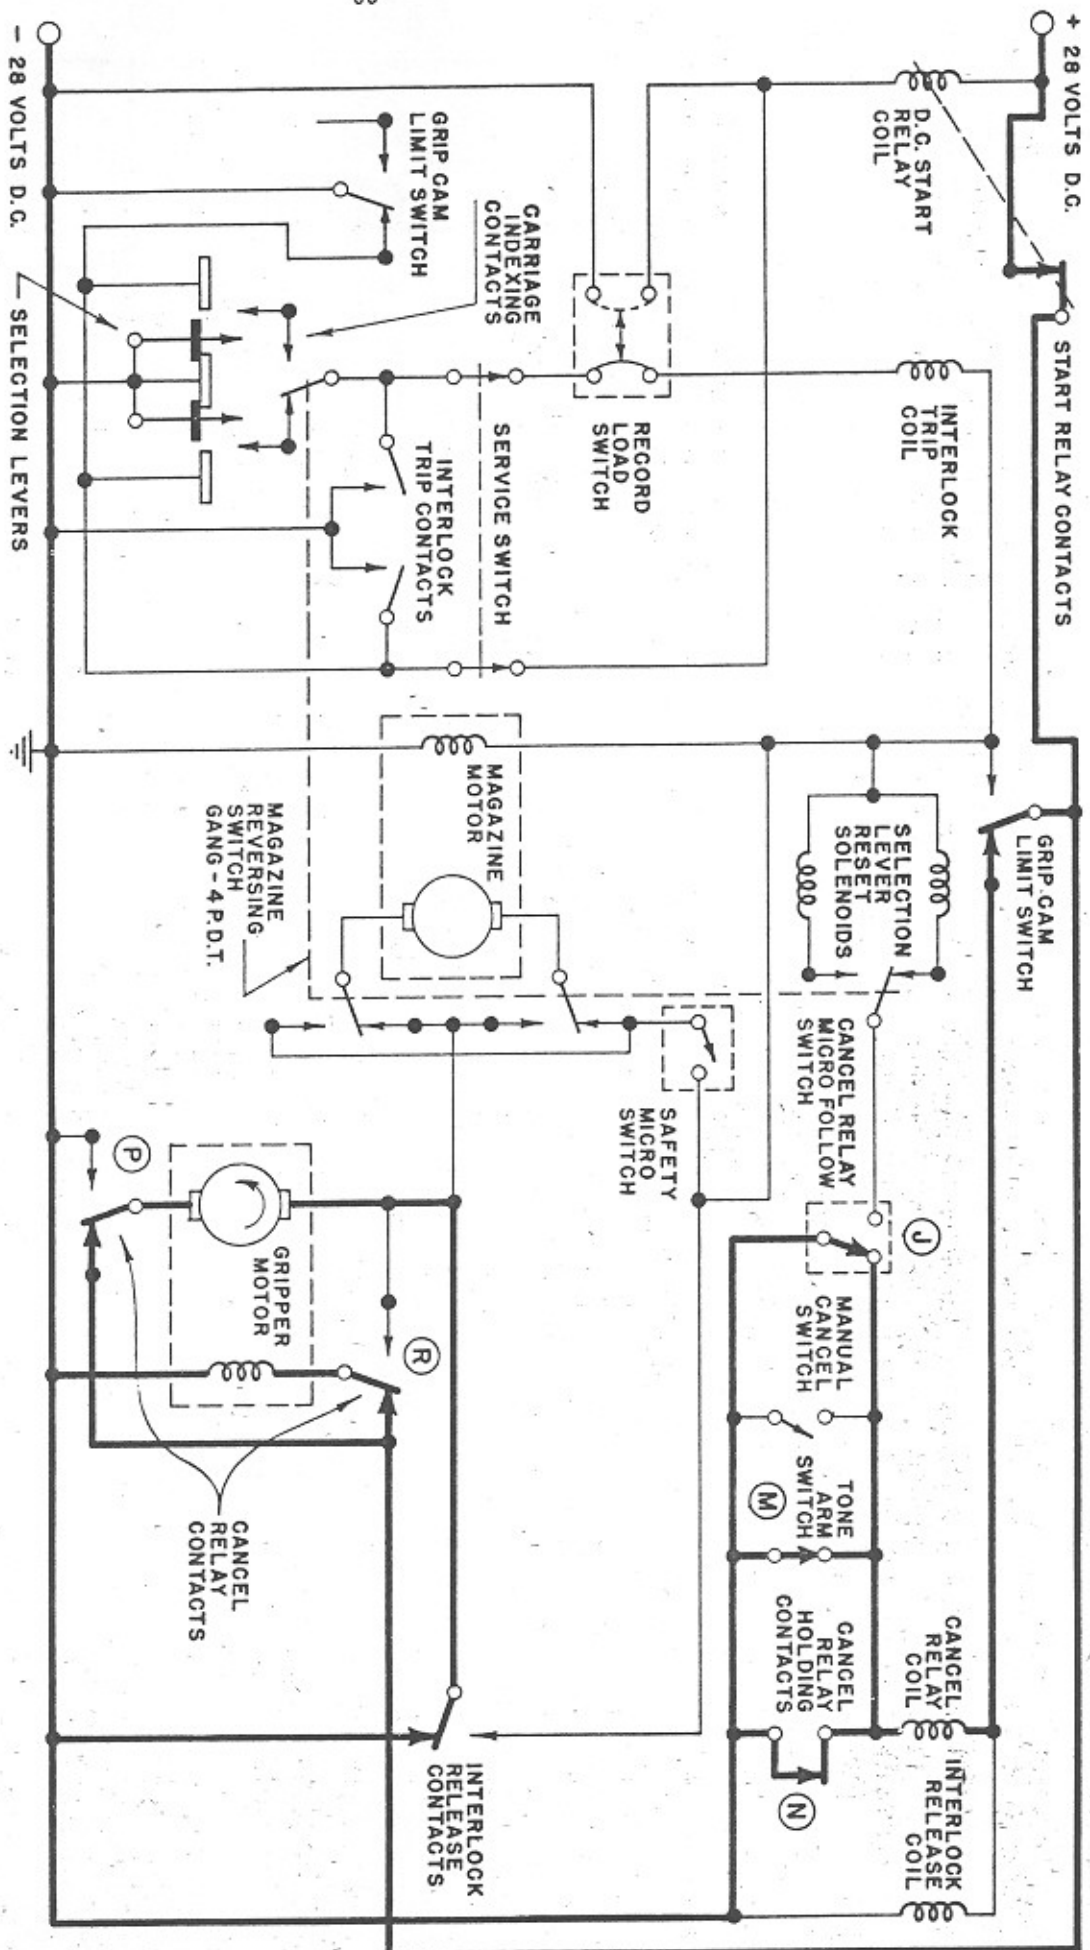 + 28 VOLTS D.C.
START RELAY CONTACTS
GRIP CAM
LIMIT SWITCH
D.C. START
RELAY
COIL
INTERLOCK
TRIP
COIL
SELECTION
LEVER
RESET
SOLENOIDS
CANCEL RELAY
MICRO FOLLOW
SWITCH
J
MANUAL
CANCEL
SWITCH
TONE
ARM
SWITCH
M
CANCEL
RELAY
HOLDING
CONTACTS
N
CANCEL
RELAY
COIL
INTERLOCK
RELEASE
COIL
RECORD
LOAD
SWITCH
SAFETY
MICRO
SWITCH
CARRIAGE
INDEXING
CONTACTS
SERVICE SWITCH
GRIP CAM
LIMIT SWITCH
INTERLOCK
TRIP CONTACTS
MAGAZINE
MOTOR
MAGAZINE
REVERSING
SWITCH
GANG-4 P.D.T.
R
INTERLOCK
RELEASE
CONTACTS
GRIPPER
MOTOR
P
CANCEL
RELAY
CONTACTS
- 28 VOLTS D.C.
SELECTION LEVERS